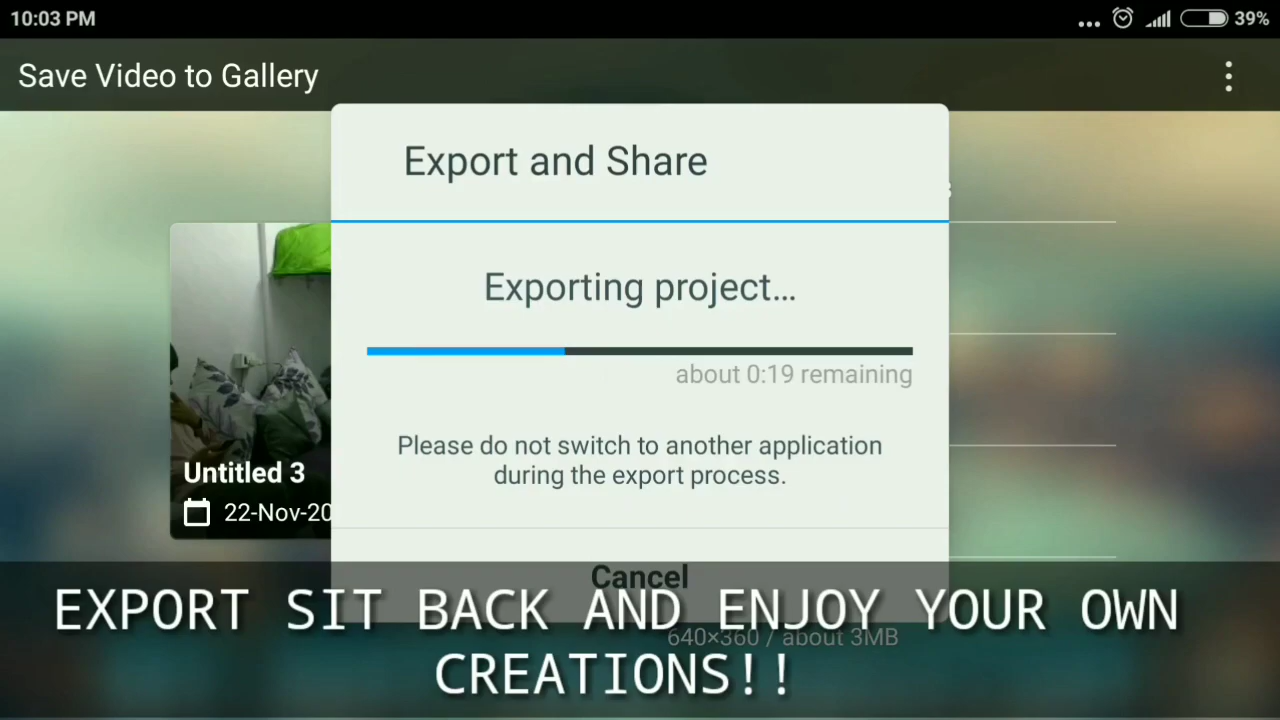 10:03 PM
39%
Save Video to Gallery
Export and Share
Exporting project...
about 0:19 remaining
Please do not switch to another application
during the export process.
Untitled 3
22-Nov-20
Cancel
640×360 / about 3MB
EXPORT SIT BACK AND ENJOY YOUR OWN
CREATIONS!!